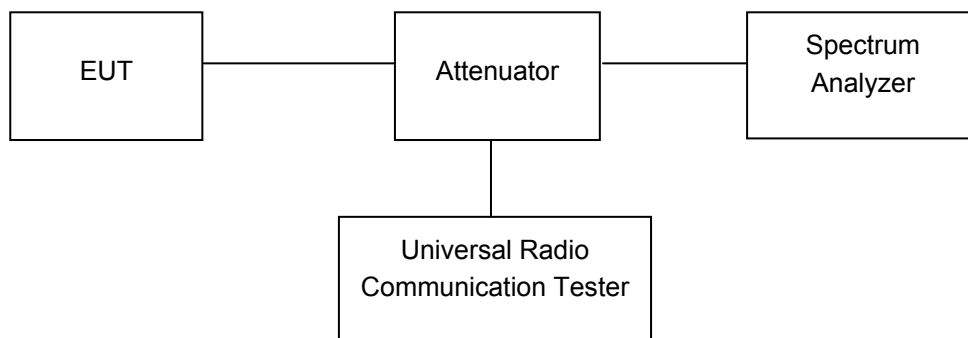 EUT
Attenuator
Spectrum
Analyzer
Universal Radio
Communication Tester